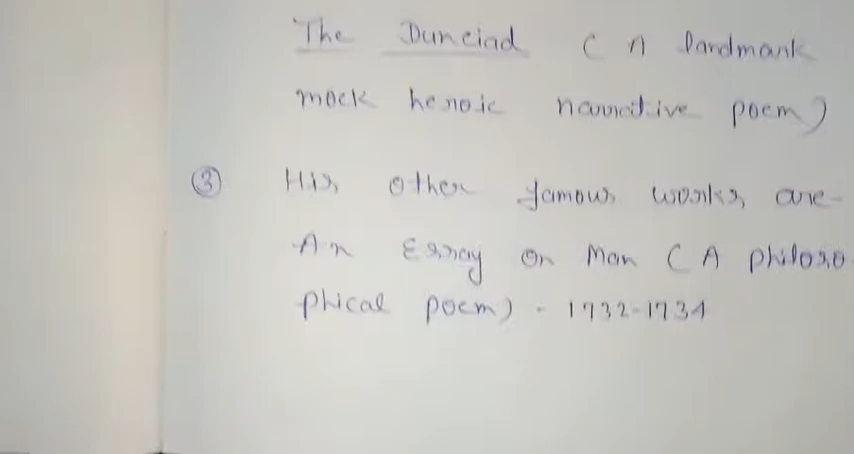 The Dunciad ( A landmark
mock heroic narrative poem)
③ His other famous works are-
An Essay on Man ( A philoso-
phical poem) - 1732-1734